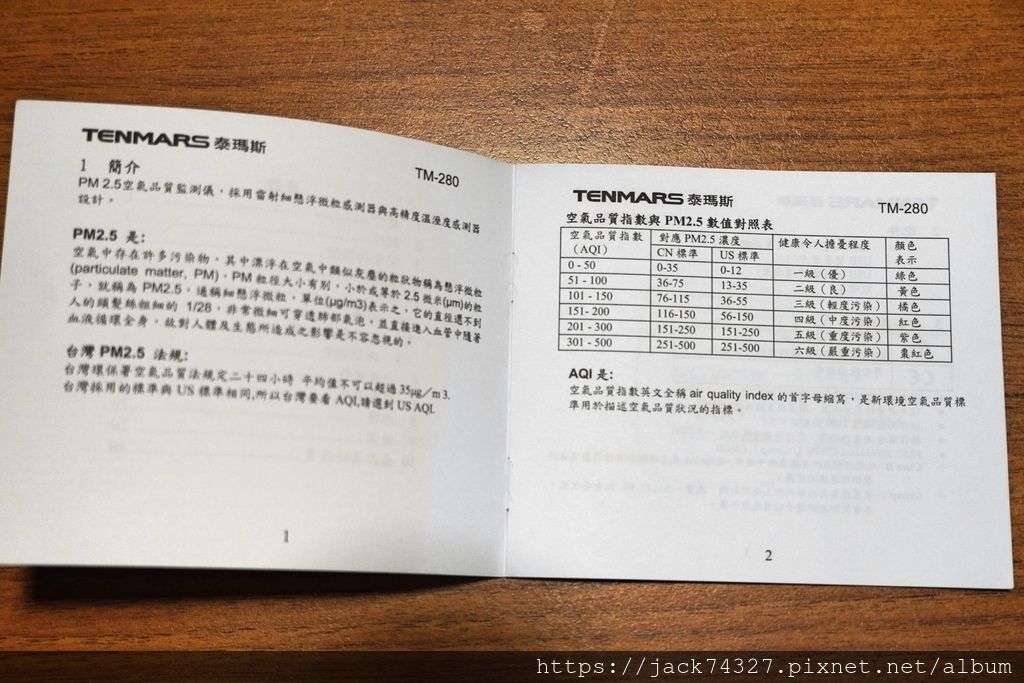 TENMARS 泰瑪斯
TM-280
1 簡介
PM 2.5空氣品質監測儀，採用雷射細懸浮微粒感測器與高精度溫溼度感測器
設計。
PM2.5 是:
空氣中存在許多污染物，其中漂浮在空氣中類似灰塵的粒狀物稱為懸浮微粒
(particulate matter, PM)，PM 粒徑大小有別，小於或等於 2.5 微米(μm)的粒
子，就稱為 PM2.5，通稱細懸浮微粒，單位(μg/m3)表示之，它的直徑還不到
人的頭髮絲粗細的 1/28，非常微細可穿透肺部氣泡，並直接進入血管中隨著
血液循環全身，故對人體及生態所造成之影響是不容忽視的。
台灣 PM2.5 法規:
台灣環保署空氣品質法規定二十四小時 平均值不可以超過 35μg／m 3.
台灣採用的標準與 US 標準相同,所以台灣要看 AQI,請選到 US AQI.
1
TENMARS 泰瑪斯
TM-280
空氣品質指數與 PM2.5 數值對照表
空氣品質指數（AQI） 對應 PM2.5 濃度 健康令人擔憂程度 顏色表示
CN 標準 US 標準
0 - 50 0-35 0-12 一級（優） 綠色
51 - 100 36-75 13-35 二級（良） 黃色
101 - 150 76-115 36-55 三級（輕度污染） 橘色
151- 200 116-150 56-150 四級（中度污染） 紅色
201 - 300 151-250 151-250 五級（重度污染） 紫色
301 - 500 251-500 251-500 六級（嚴重污染） 棗紅色
AQI 是:
空氣品質指數英文全稱 air quality index 的首字母縮寫，是新環境空氣品質標
準用於描述空氣品質狀況的指標。
2
https://jack74327.pixnet.net/album